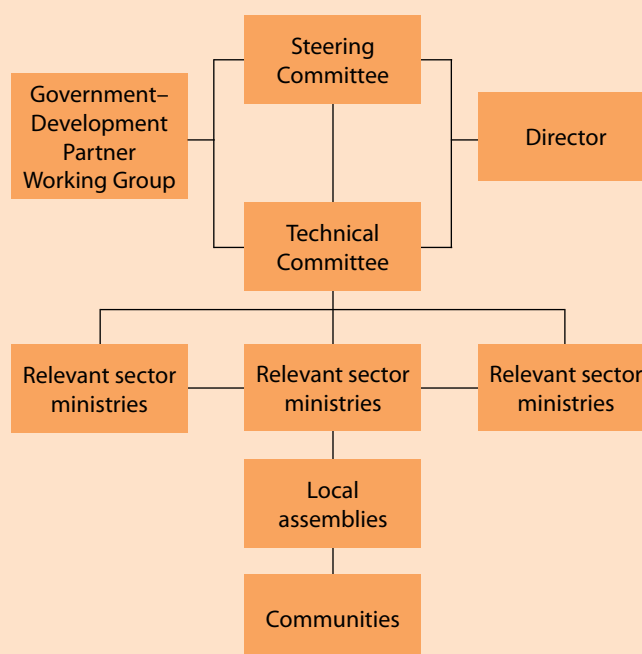 Steering
Committee
Government–
Development
Partner
Working Group
Director
Technical
Committee
Relevant sector
ministries
Relevant sector
ministries
Relevant sector
ministries
Local
assemblies
Communities